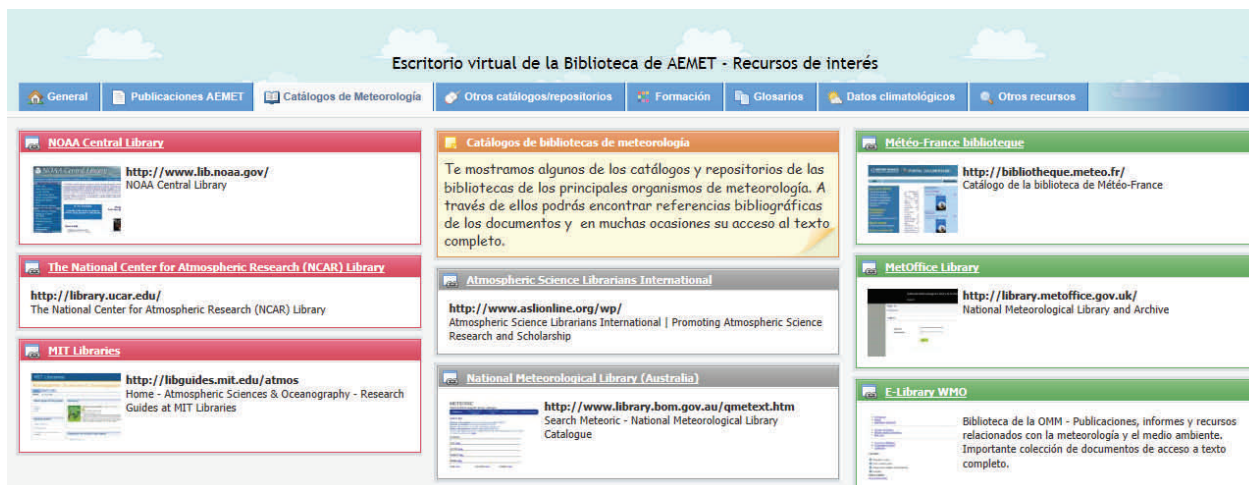 Escritorio virtual de la Biblioteca de AEMET - Recursos de interés
General
Publicaciones AEMET
Catálogos de Meteorología
Otros catálogos/repositorios
Formación
Glosarios
Datos climatológicos
Otros recursos
NOAA Central Library
http://www.lib.noaa.gov/
NOAA Central Library
The National Center for Atmospheric Research (NCAR) Library
http://library.ucar.edu/
The National Center for Atmospheric Research (NCAR) Library
MIT Libraries
http://libguides.mit.edu/atmos
Home - Atmospheric Sciences & Oceanography - Research
Guides at MIT Libraries
Catálogos de bibliotecas de meteorología
Te mostramos algunos de los catálogos y repositorios de las
bibliotecas de los principales organismos de meteorología. A
través de ellos podrás encontrar referencias bibliográficas
de los documentos y en muchas ocasiones su acceso al texto
completo.
Atmospheric Science Librarians International
http://www.aslionline.org/wp/
Atmospheric Science Librarians International | Promoting Atmospheric Science
Research and Scholarship
National Meteorological Library (Australia)
http://www.library.bom.gov.au/qmetext.htm
Search Meteoric - National Meteorological Library
Catalogue
Météo-France biblioteque
http://bibliotheque.meteo.fr/
Catálogo de la biblioteca de Météo-France
MetOffice Library
http://library.metoffice.gov.uk/
National Meteorological Library and Archive
E-Library WMO
Biblioteca de la OMM - Publicaciones, informes y recursos
relacionados con la meteorología y el medio ambiente.
Importante colección de documentos de acceso a texto
completo.